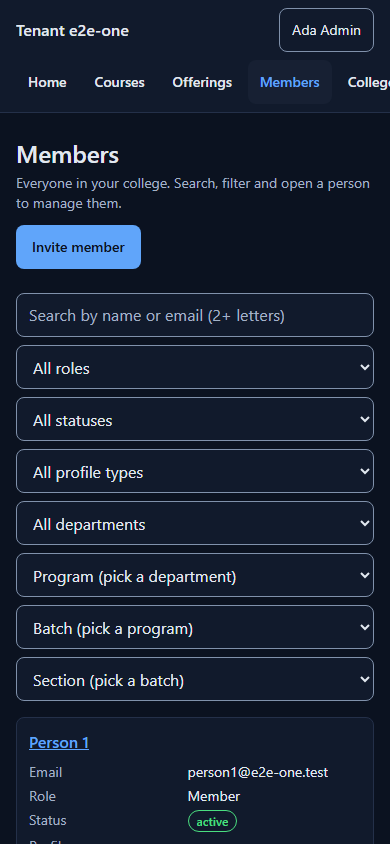 Tenant e2e-one
Ada Admin
Home Courses Offerings Members
Members
Everyone in your college. Search, filter and open a person
to manage them.
Invite member
Search by name or email (2+ letters)
All roles
All statuses
All profile types
All departments
Program (pick a department)
Batch (pick a program)
Section (pick a batch)
Person 1
Email person1@e2e-one.test
Role Member
Status active